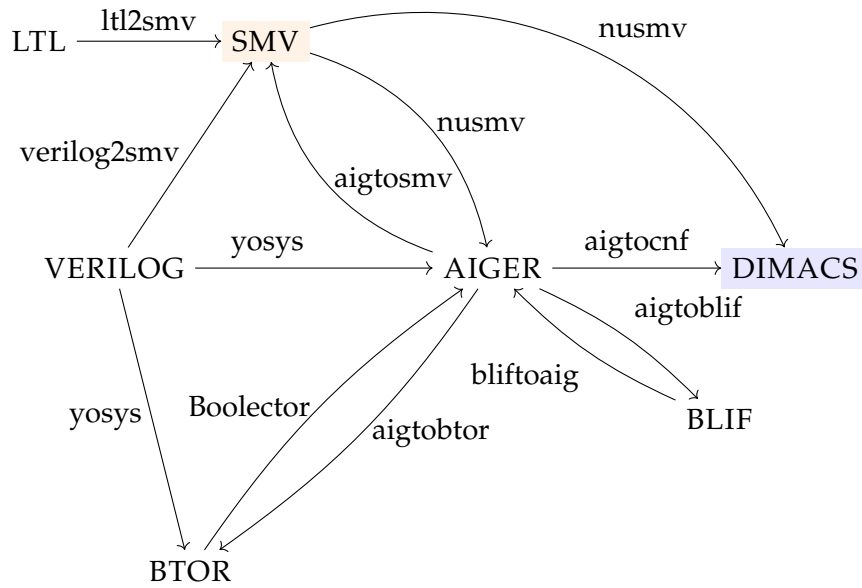 ltl2smv
nusmv
LTL
SMV
nusmv
verilog2smv
aigtosmv
yosys
aigtocnf
VERILOG
AIGER
DIMACS
aigtoblif
bliftoaig
yosys
Boolector
aigtobtor
BLIF
BTOR